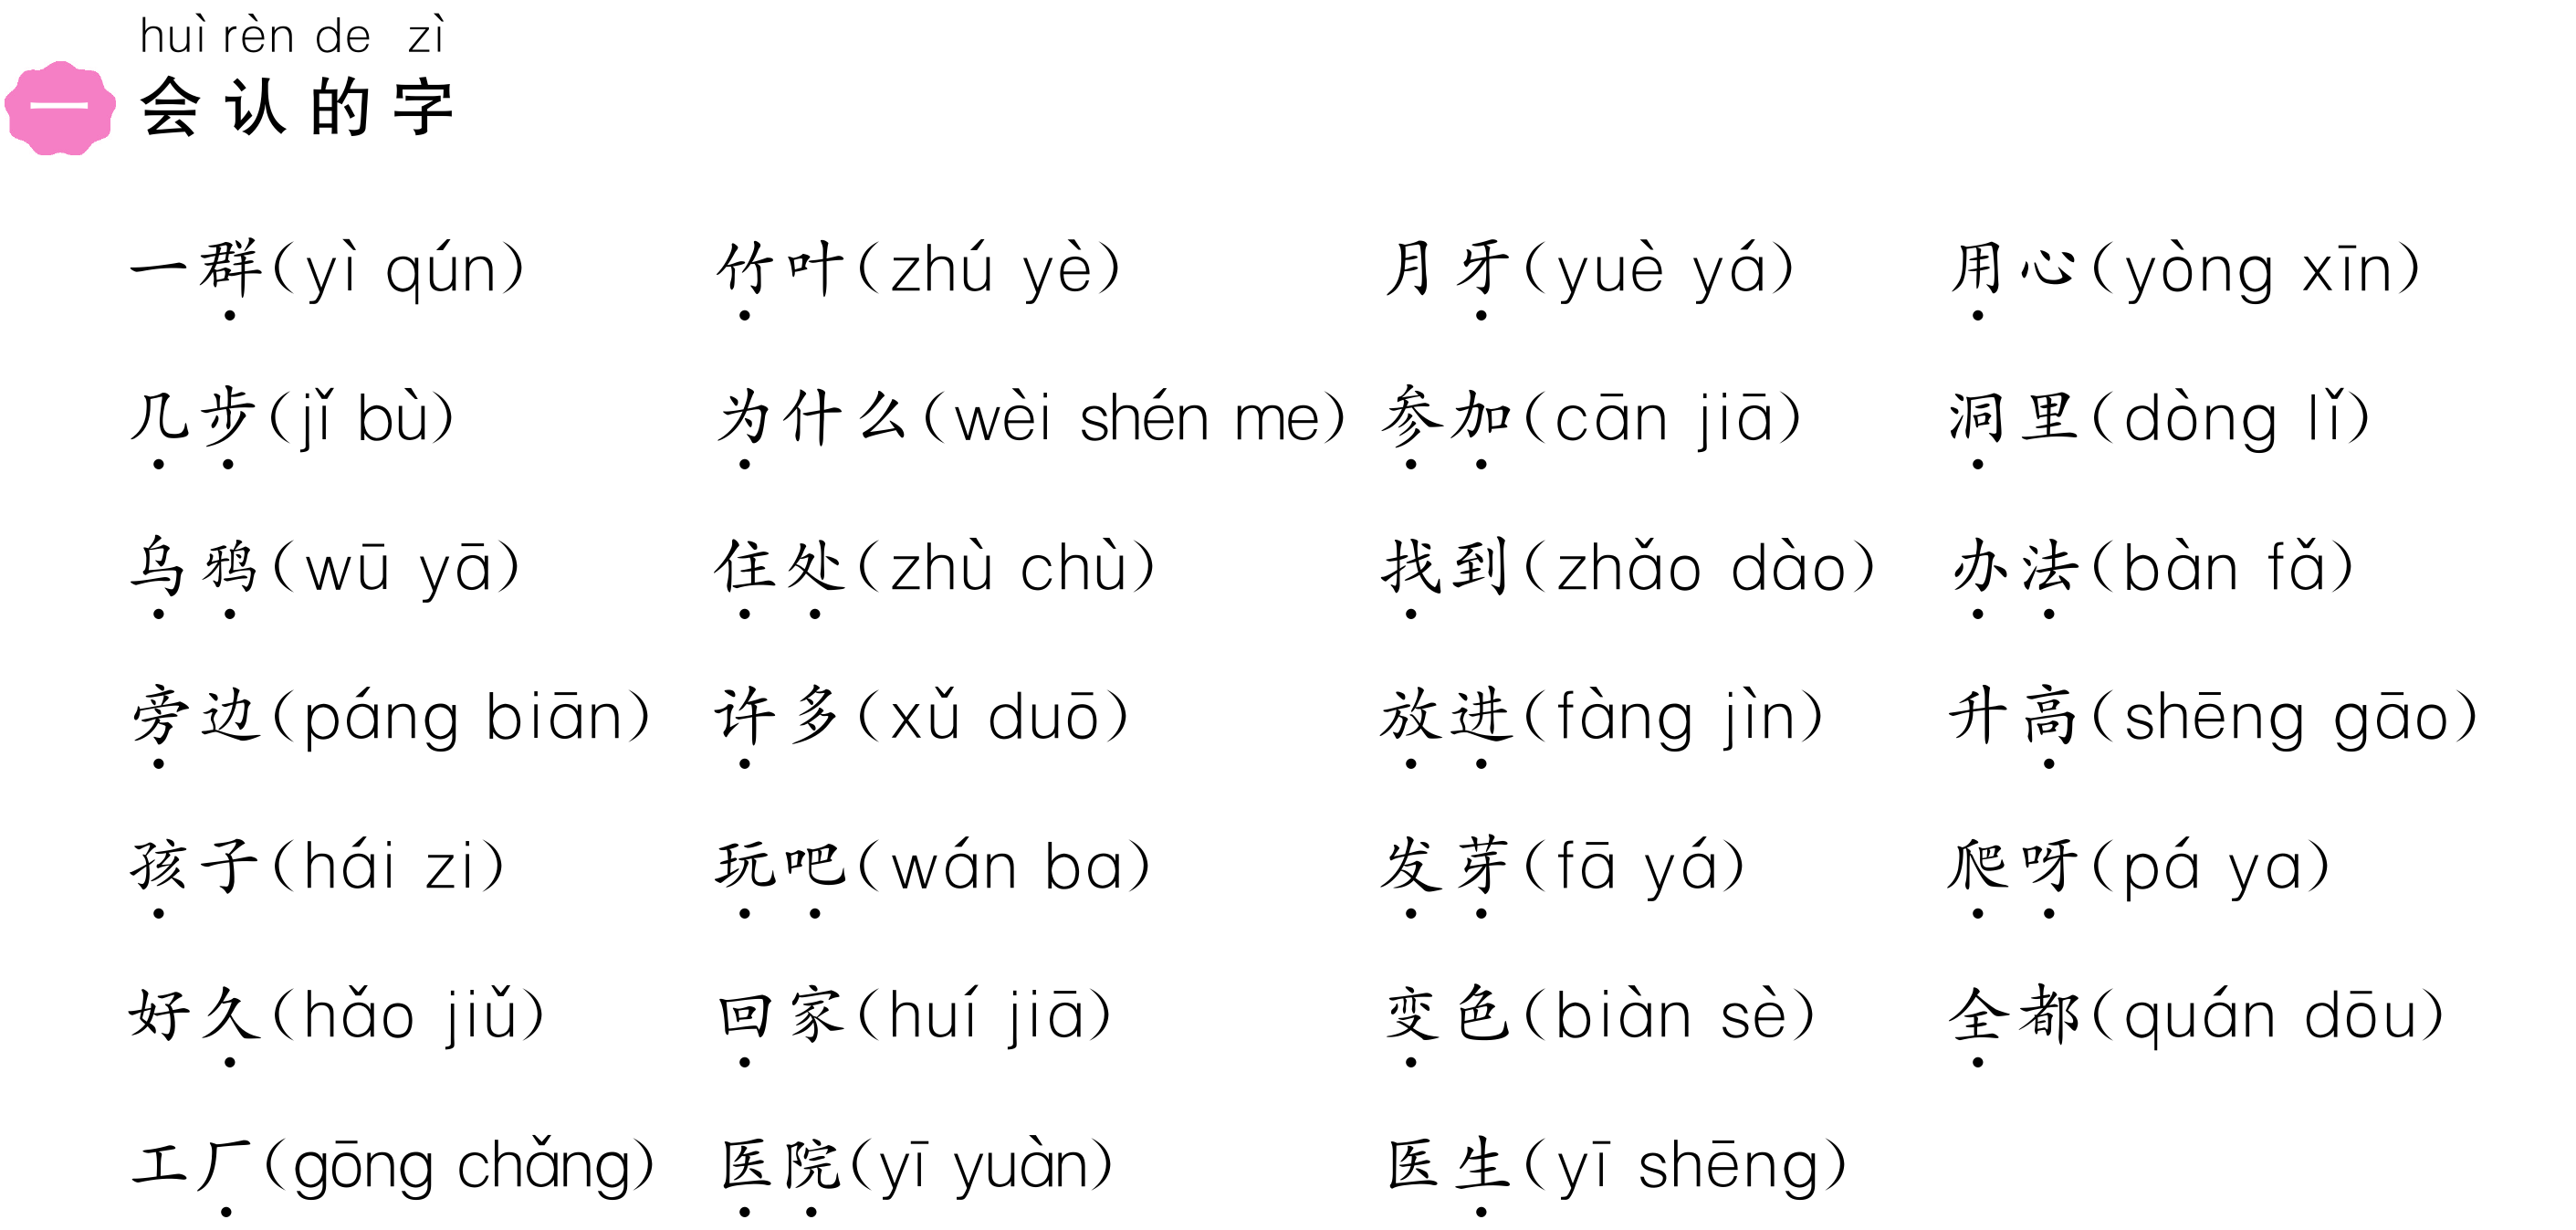 huì rèn de zì
一 会认的字
一群(yì qún) 竹叶(zhú yè) 月牙(yuè yá) 用心(yòng xīn)
几步(jǐ bù) 为什么(wèi shén me) 参加(cān jiā) 洞里(dòng lǐ)
乌鸦(wū yā) 住处(zhù chù) 找到(zhǎo dào) 办法(bàn fǎ)
旁边(páng biān) 许多(xǔ duō) 放进(fàng jìn) 升高(shēng gāo)
孩子(hái zi) 玩吧(wán ba) 发芽(fā yá) 爬呀(pá ya)
好久(hǎo jiǔ) 回家(huí jiā) 变色(biàn sè) 全都(quán dōu)
工厂(gōng chǎng) 医院(yī yuàn) 医生(yī shēng)